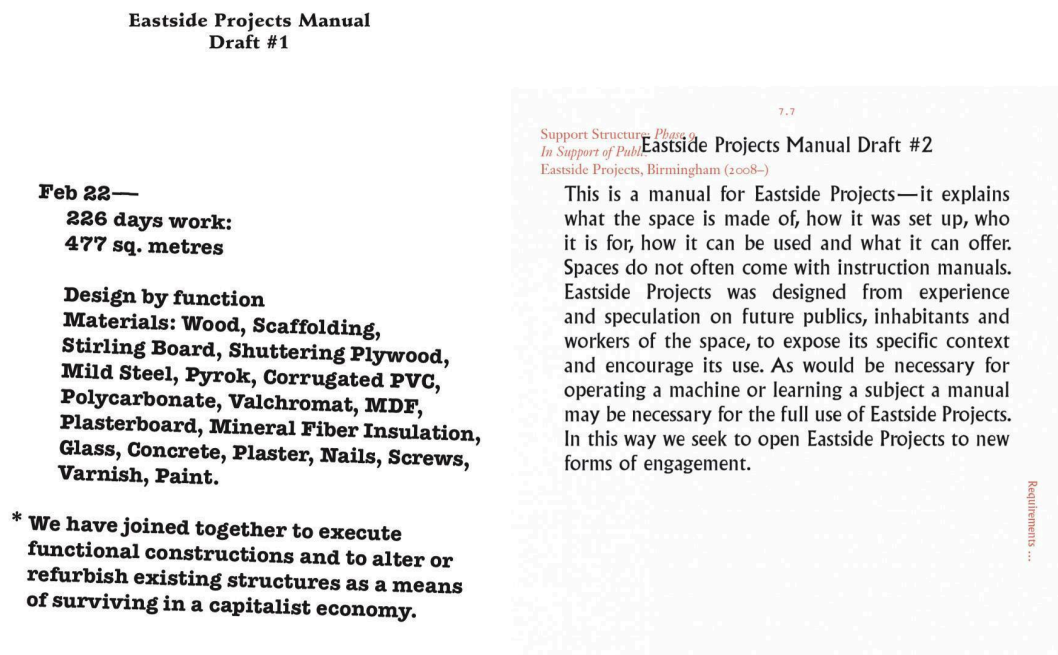 Eastside Projects Manual
Draft #1
Feb 22—
226 days work:
477 sq. metres
Design by function
Materials: Wood, Scaffolding,
Stirling Board, Shuttering Plywood,
Mild Steel, Pyrok, Corrugated PVC,
Polycarbonate, Valchromat, MDF,
Plasterboard, Mineral Fiber Insulation,
Glass, Concrete, Plaster, Nails, Screws,
Varnish, Paint.
* We have joined together to execute
functional constructions and to alter or
refurbish existing structures as a means
of surviving in a capitalist economy.
7.7
Support Structure: Phase 9
In Support of Publ
Eastside Projects, Birmingham (2008–)
Eastside Projects Manual Draft #2
This is a manual for Eastside Projects—it explains
what the space is made of, how it was set up, who
it is for, how it can be used and what it can offer.
Spaces do not often come with instruction manuals.
Eastside Projects was designed from experience
and speculation on future publics, inhabitants and
workers of the space, to expose its specific context
and encourage its use. As would be necessary for
operating a machine or learning a subject a manual
may be necessary for the full use of Eastside Projects.
In this way we seek to open Eastside Projects to new
forms of engagement.
Requirements ...